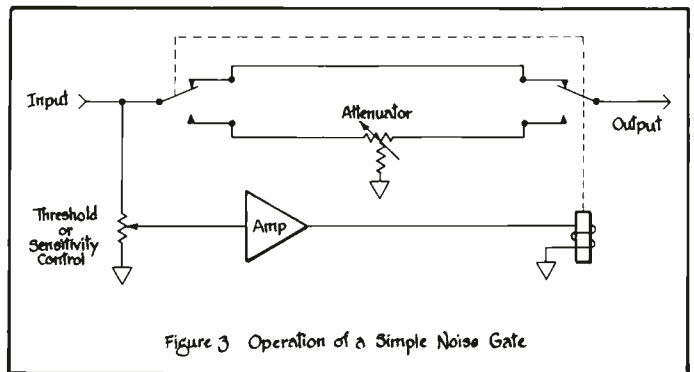 Input
Attenuator
Output
Threshold
or
Sensitivity
Control
Amp
Figure 3 Operation of a Simple Noise Gate